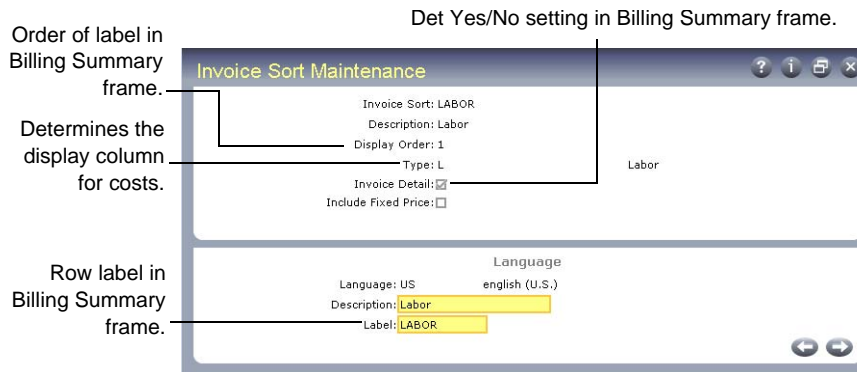 Det Yes/No setting in Billing Summary frame.
Order of label in
Billing Summary
frame.
Determines the
display column
for costs.
Row label in
Billing Summary
frame.
Invoice Sort Maintenance
? i
Invoice Sort: LABOR
Description: Labor
Display Order: 1
Type: L Labor
Invoice Detail:
Include Fixed Price:
Language
Language: US english (U.S.)
Description: Labor
Label: LABOR